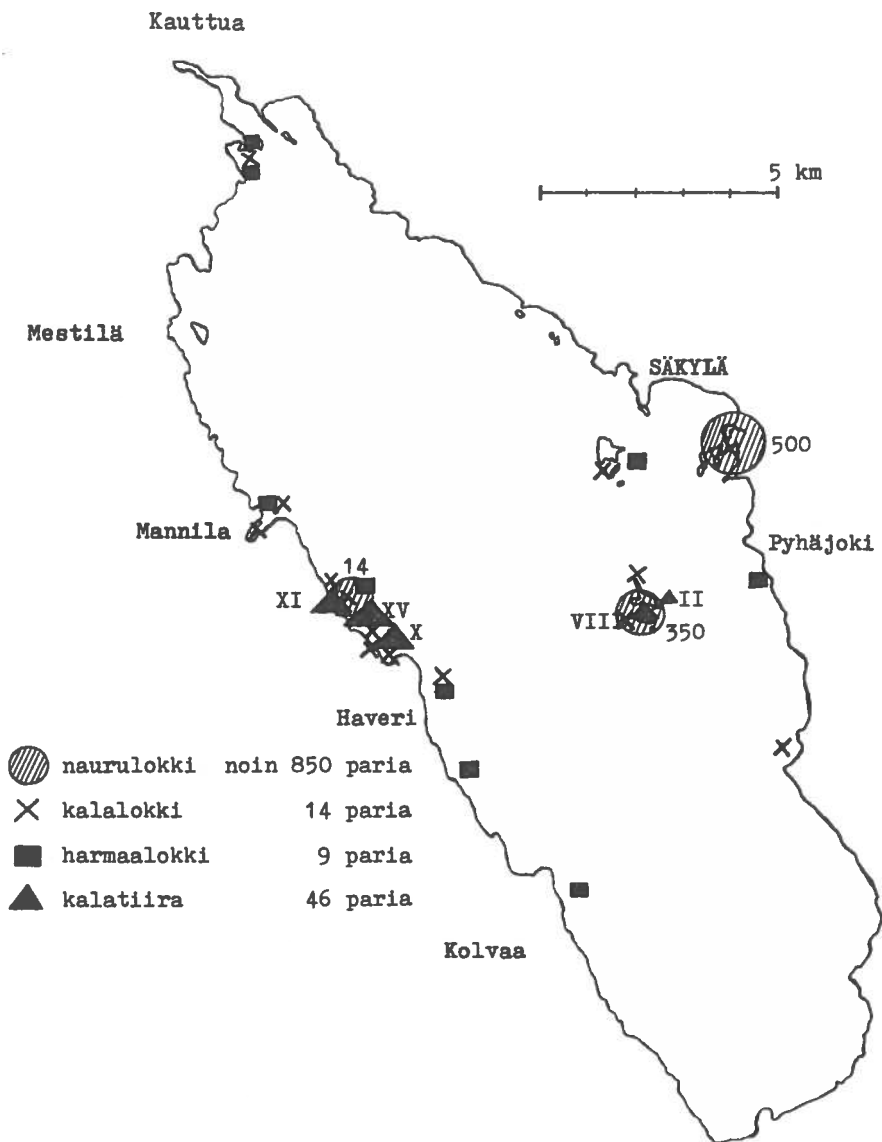 Kauttua
5 km
Mestilä
SÄKYLÄ
500
Mannila
Pyhäjoki
14
XI
XV
X
II
VIII
350
Haveri
naurulokki noin 850 paria
kalalokki 14 paria
harmaalokki 9 paria
kalatiira 46 paria
Kolvaa